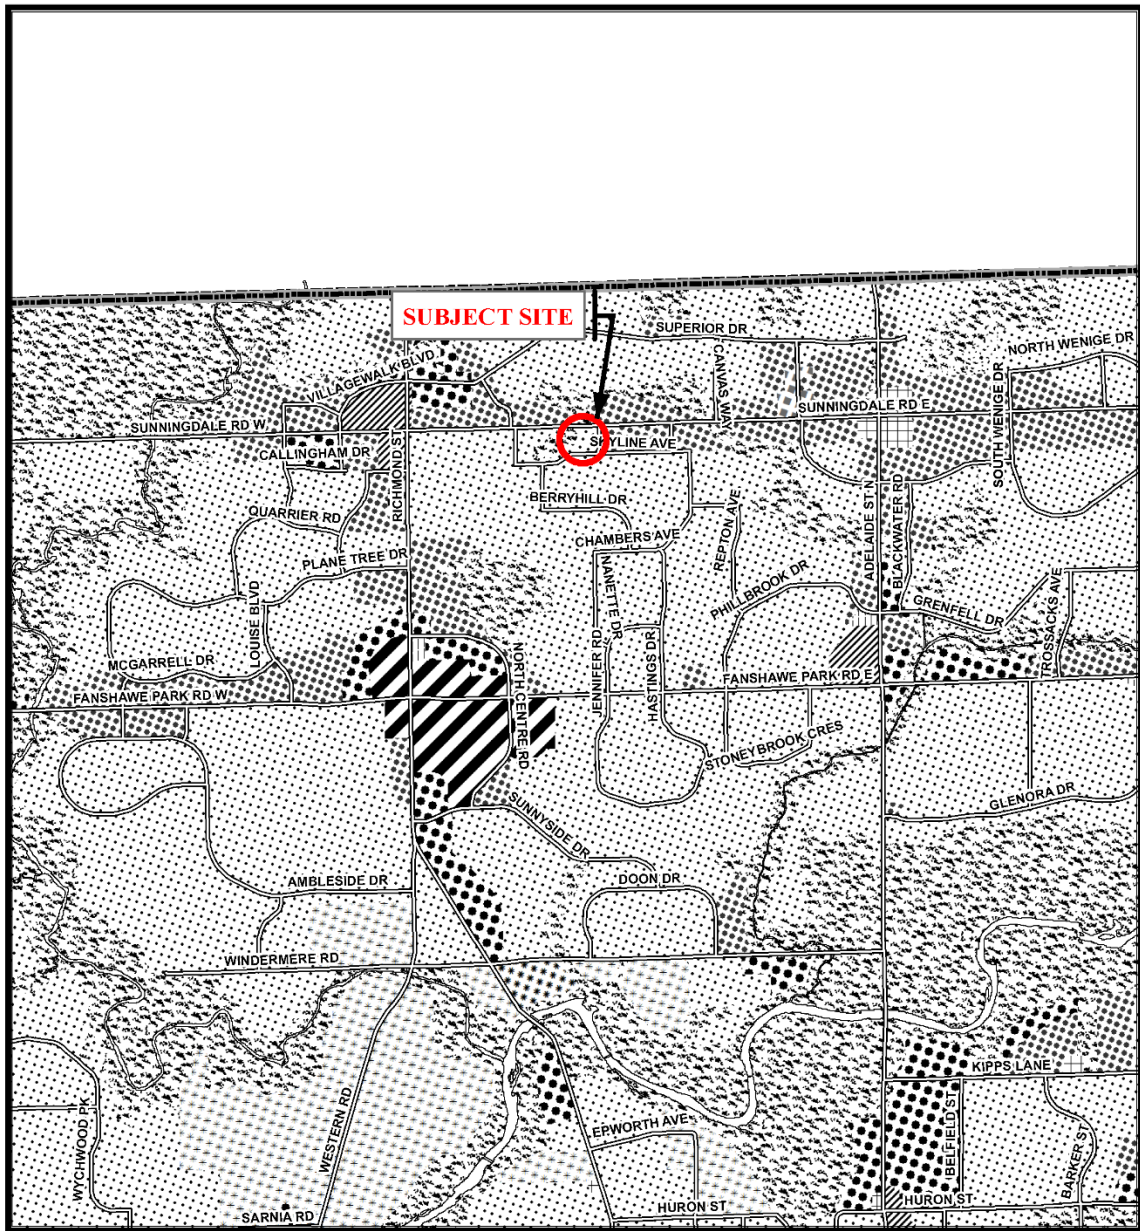 SUBJECT SITE
SUPERIOR DR
NORTH WENIGE DR
VILLAGEWALK BLVD
CANVAS WAY
SOUTH WENIGE DR
SUNNINGDALE RD E
SUNNINGDALE RD W
SKYLINE AVE
CALLINGHAM DR
RICHMOND ST
BERRYHILL DR
ADELAIDE ST N
BLACKWATER RD
QUARRIER RD
REPTON AVE
CHAMBERS AVE
PLANE TREE DR
NANETTE DR
PHILLBROOK DR
GRENFELL DR
TROSSACKS AVE
LOUISE BLVD
MCGARRELL DR
JENNIFER RD
HASTINGS DR
NORTH CENTRE RD
FANSHAWE PARK RD E
FANSHAWE PARK RD W
STONEYBROOK CRES
GLENORA DR
SUNNYSIDE DR
AMBLESIDE DR
DOON DR
WINDERMERE RD
KIPPS LANE
WYCHWOOD PK
WESTERN RD
EPWORTH AVE
BELFIELD ST
BARKER ST
HURON ST
HURON ST
SARNIA RD